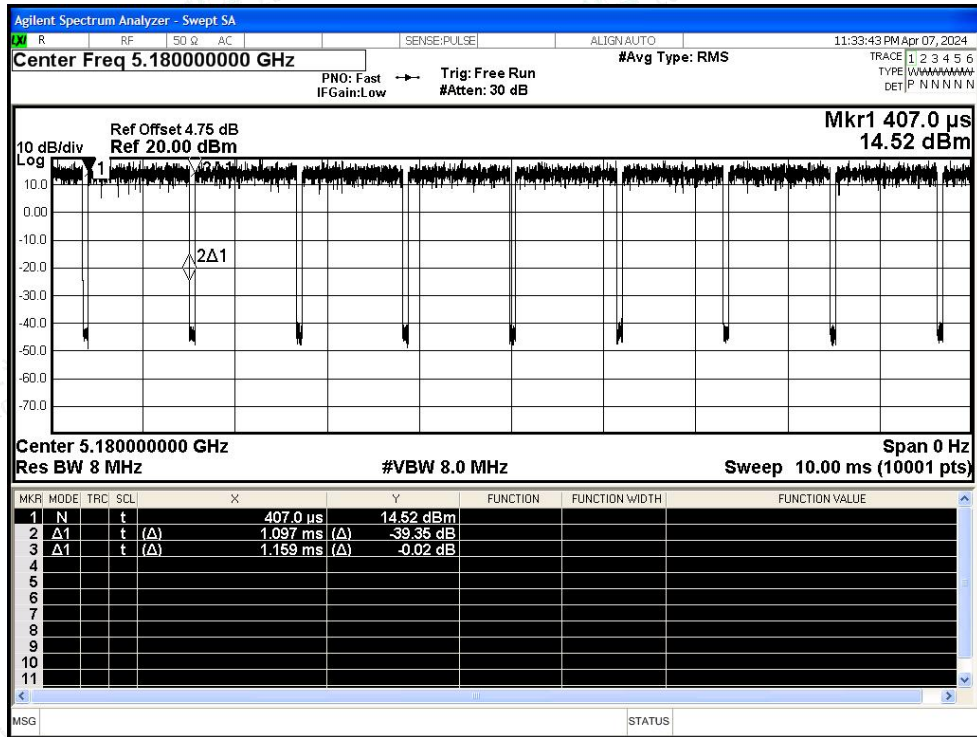 Agilent Spectrum Analyzer - Swept SA
LXI R RF 50 Ω AC SENSE:PULSE ALIGN AUTO 11:33:43 PM Apr 07, 2024
Center Freq 5.180000000 GHz #Avg Type: RMS TRACE 1 2 3 4 5 6
PNO: Fast Trig: Free Run TYPE WWWWWW
IFGain:Low #Atten: 30 dB DET P N N N N N
Mkr1 407.0 µs
Ref Offset 4.75 dB
10 dB/div Ref 20.00 dBm 14.52 dBm
Log
1
3Δ1
10.0
0.00
-10.0
2Δ1
-20.0
-30.0
-40.0
-50.0
-60.0
-70.0
Center 5.180000000 GHz Span 0 Hz
Res BW 8 MHz #VBW 8.0 MHz Sweep 10.00 ms (10001 pts)
MKR MODE TRC SCL X Y FUNCTION FUNCTION WIDTH FUNCTION VALUE
1 N t 407.0 µs 14.52 dBm
2 Δ1 t (Δ) 1.097 ms (Δ) -39.35 dB
3 Δ1 t (Δ) 1.159 ms (Δ) -0.02 dB
4
5
6
7
8
9
10
11
MSG STATUS